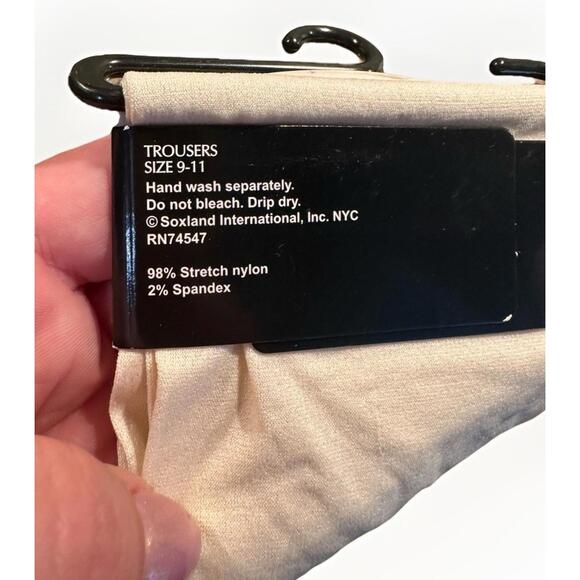 TROUSERS
SIZE 9-11
Hand wash separately.
Do not bleach. Drip dry.
© Soxland International, Inc. NYC
RN74547
98% Stretch nylon
2% Spandex